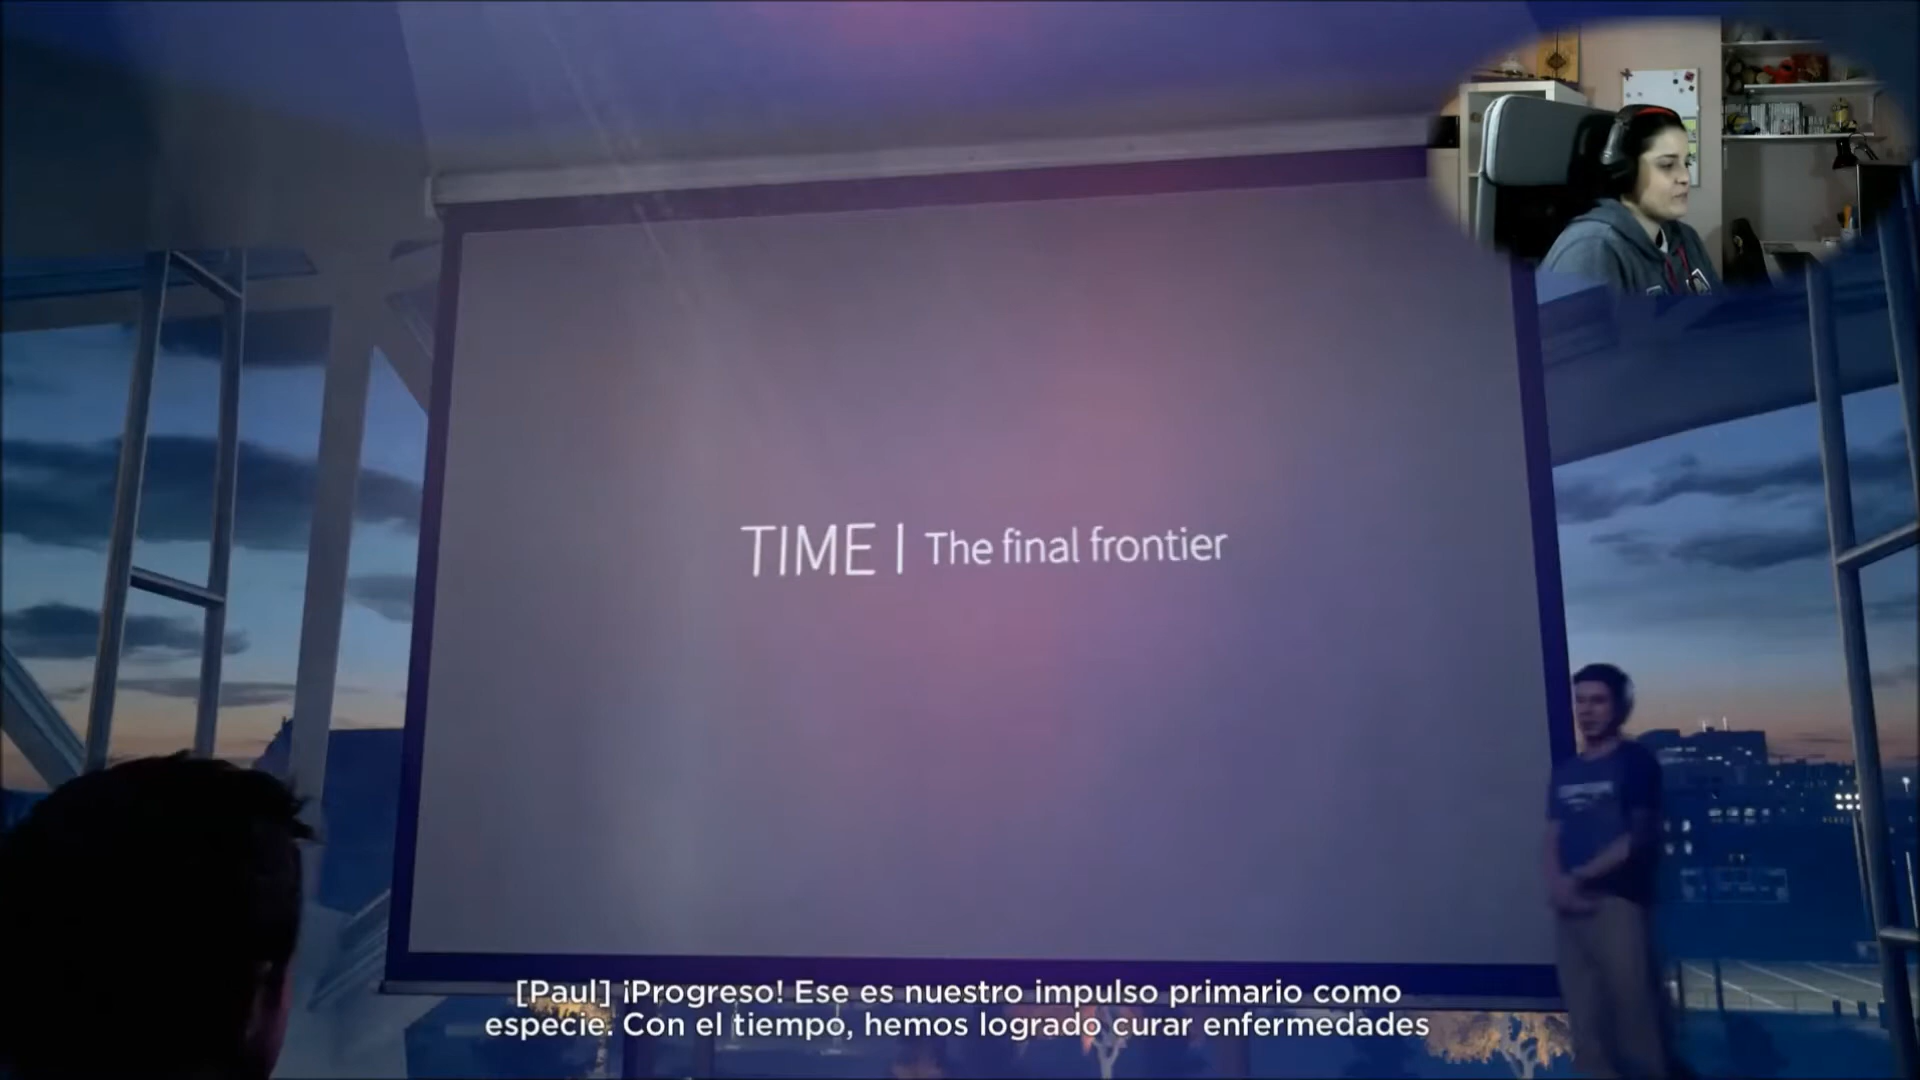 TIME | The final frontier
[Paul] ¡Progreso! Ese es nuestro impulso primario como
especie. Con el tiempo, hemos logrado curar enfermedades